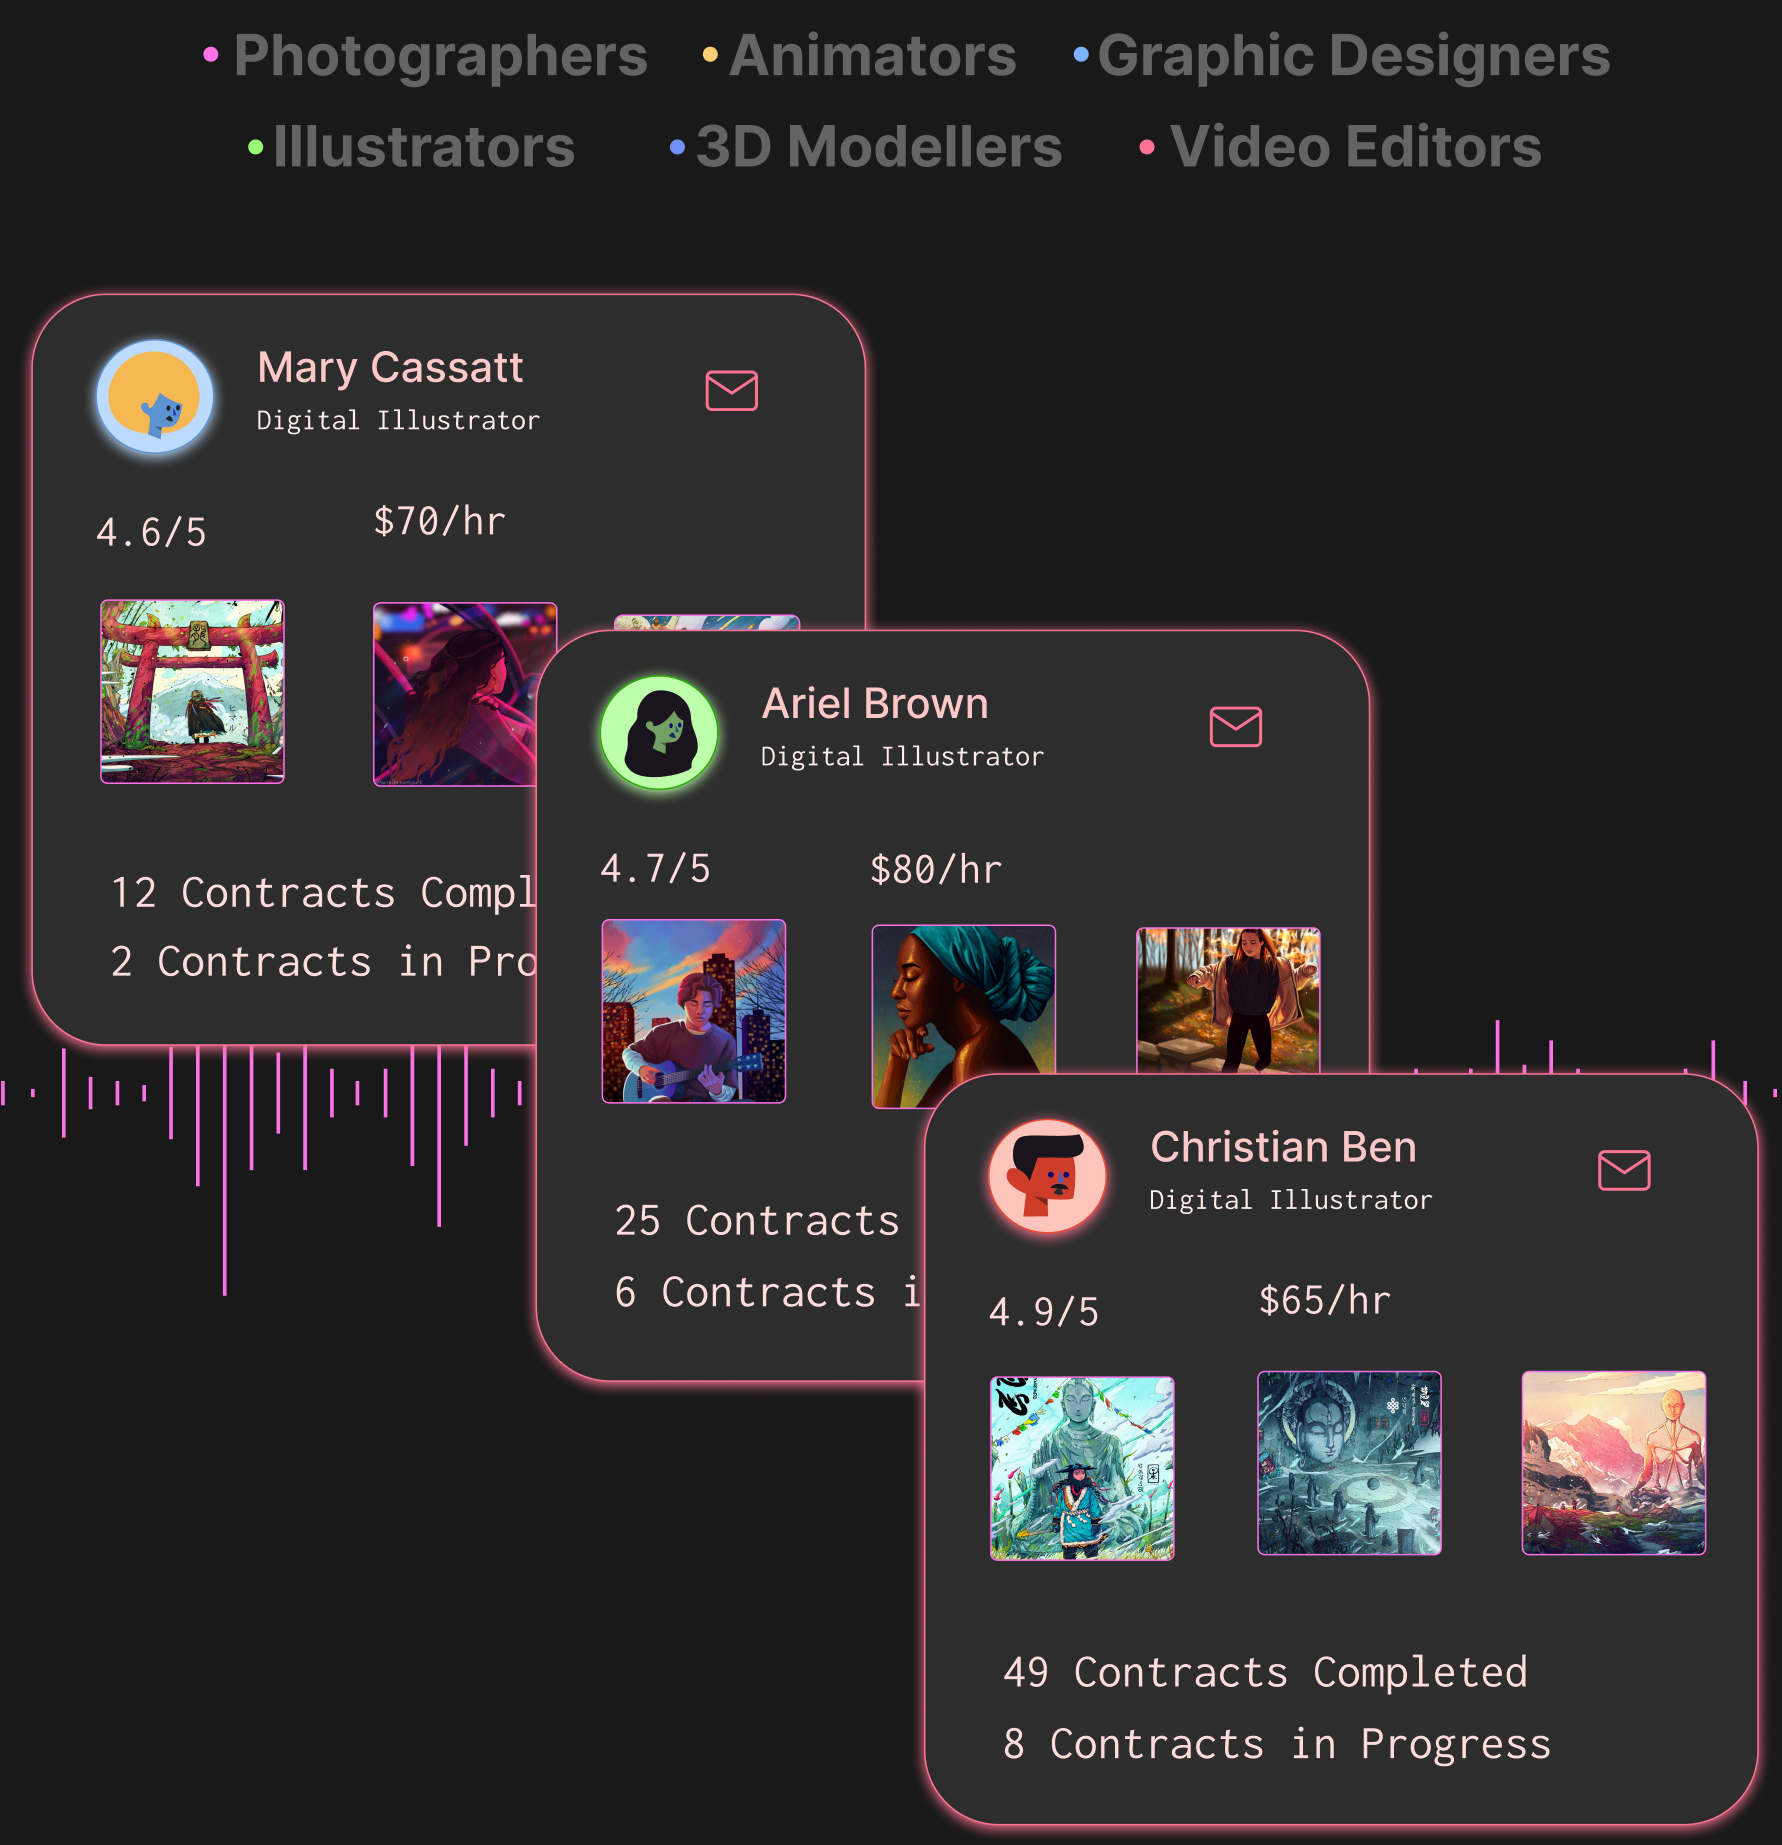 Photographers
Animators
Graphic Designers
Illustrators
3D Modellers
Video Editors
Mary Cassatt
Digital Illustrator
4.6/5
$70/hr
12 Contracts Compl
2 Contracts in Pro
Ariel Brown
Digital Illustrator
4.7/5
$80/hr
25 Contracts
6 Contracts i
Christian Ben
Digital Illustrator
4.9/5
$65/hr
49 Contracts Completed
8 Contracts in Progress